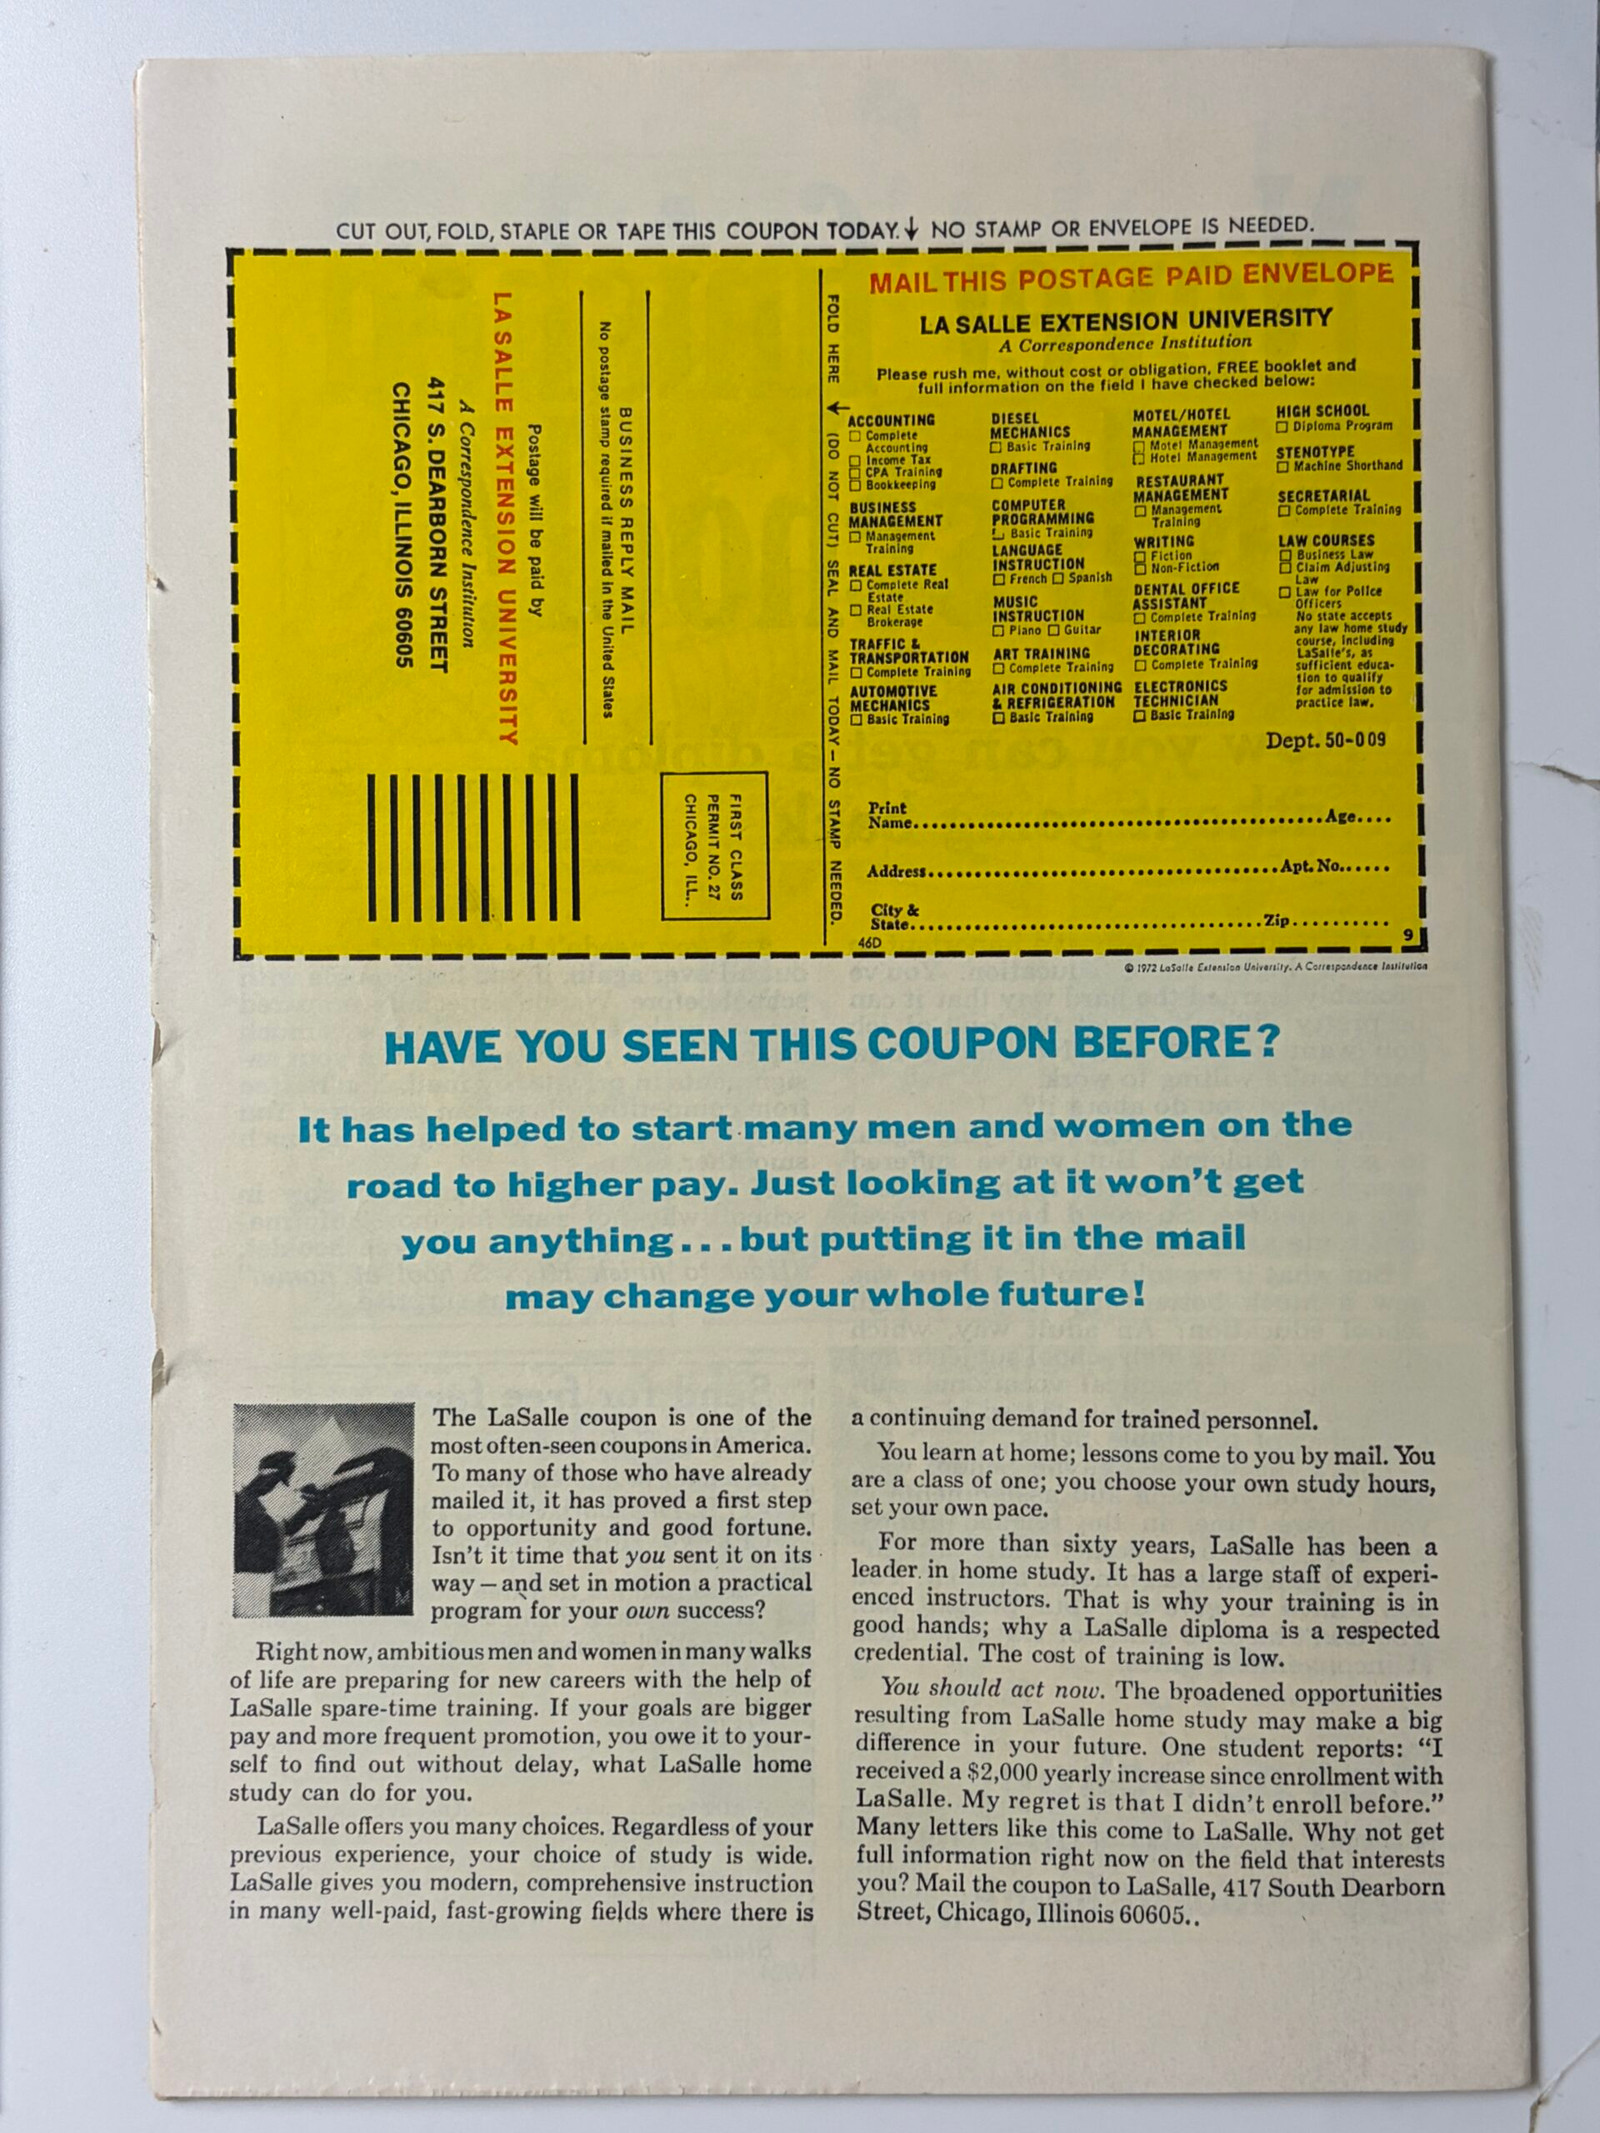 CUT OUT, FOLD, STAPLE OR TAPE THIS COUPON TODAY. NO STAMP OR ENVELOPE IS NEEDED.
BUSINESS REPLY MAIL
No postage stamp required if mailed in the United States
Postage will be paid by
LA SALLE EXTENSION UNIVERSITY
A Correspondence Institution
417 S. DEARBORN STREET
CHICAGO, ILLINOIS 60605
FIRST CLASS
PERMIT NO. 27
CHICAGO, ILL..
FOLD HERE (DO NOT CUT) SEAL AND MAIL TODAY — NO STAMP NEEDED.
MAIL THIS POSTAGE PAID ENVELOPE
LA SALLE EXTENSION UNIVERSITY
A Correspondence Institution
Please rush me, without cost or obligation, FREE booklet and
full information on the field I have checked below:
ACCOUNTING
Complete
Accounting
Income Tax
CPA Training
Bookkeeping
BUSINESS
MANAGEMENT
Management
Training
REAL ESTATE
Complete Real
Estate
Real Estate
Brokerage
TRAFFIC &
TRANSPORTATION
Complete Training
AUTOMOTIVE
MECHANICS
Basic Training
DIESEL
MECHANICS
Basic Training
DRAFTING
Complete Training
COMPUTER
PROGRAMMING
Basic Training
LANGUAGE
INSTRUCTION
French Spanish
MUSIC
INSTRUCTION
Piano Guitar
ART TRAINING
Complete Training
AIR CONDITIONING
& REFRIGERATION
Basic Training
MOTEL/HOTEL
MANAGEMENT
Motel Management
Hotel Management
RESTAURANT
MANAGEMENT
Management
Training
WRITING
Fiction
Non-Fiction
DENTAL OFFICE
ASSISTANT
Complete Training
INTERIOR
DECORATING
Complete Training
ELECTRONICS
TECHNICIAN
Basic Training
HIGH SCHOOL
Diploma Program
STENOTYPE
Machine Shorthand
SECRETARIAL
Complete Training
LAW COURSES
Business Law
Claim Adjusting
Law
Law for Police
Officers
No state accepts
any law home study
course, including
LaSalle's, as
sufficient educa-
tion to qualify
for admission to
practice law.
Dept. 50-009
Print
Name Age
Address Apt. No.
City &
State Zip
46D 9
© 1972 LaSalle Extension University. A Correspondence Institution
HAVE YOU SEEN THIS COUPON BEFORE?
It has helped to start many men and women on the
road to higher pay. Just looking at it won't get
you anything... but putting it in the mail
may change your whole future!
The LaSalle coupon is one of the
most often-seen coupons in America.
To many of those who have already
mailed it, it has proved a first step
to opportunity and good fortune.
Isn't it time that you sent it on its
way — and set in motion a practical
program for your own success?
Right now, ambitious men and women in many walks
of life are preparing for new careers with the help of
LaSalle spare-time training. If your goals are bigger
pay and more frequent promotion, you owe it to your-
self to find out without delay, what LaSalle home
study can do for you.
LaSalle offers you many choices. Regardless of your
previous experience, your choice of study is wide.
LaSalle gives you modern, comprehensive instruction
in many well-paid, fast-growing fields where there is
a continuing demand for trained personnel.
You learn at home; lessons come to you by mail. You
are a class of one; you choose your own study hours,
set your own pace.
For more than sixty years, LaSalle has been a
leader in home study. It has a large staff of experi-
enced instructors. That is why your training is in
good hands; why a LaSalle diploma is a respected
credential. The cost of training is low.
You should act now. The broadened opportunities
resulting from LaSalle home study may make a big
difference in your future. One student reports: "I
received a $2,000 yearly increase since enrollment with
LaSalle. My regret is that I didn't enroll before."
Many letters like this come to LaSalle. Why not get
full information right now on the field that interests
you? Mail the coupon to LaSalle, 417 South Dearborn
Street, Chicago, Illinois 60605..